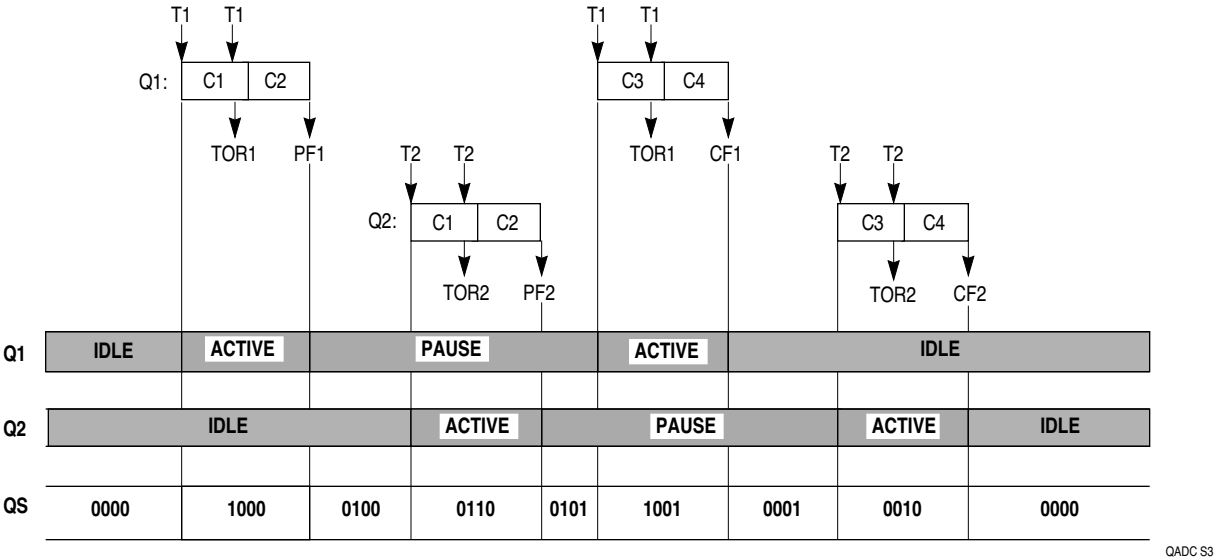 T1 T1 T1 T1
Q1: C1 C2 C3 C4
TOR1 PF1 T2 T2 TOR1 CF1 T2 T2
Q2: C1 C2 C3 C4
TOR2 PF2 TOR2 CF2
Q1 IDLE ACTIVE PAUSE ACTIVE IDLE
Q2 IDLE ACTIVE PAUSE ACTIVE IDLE
QS 0000 1000 0100 0110 0101 1001 0001 0010 0000
QADC S3